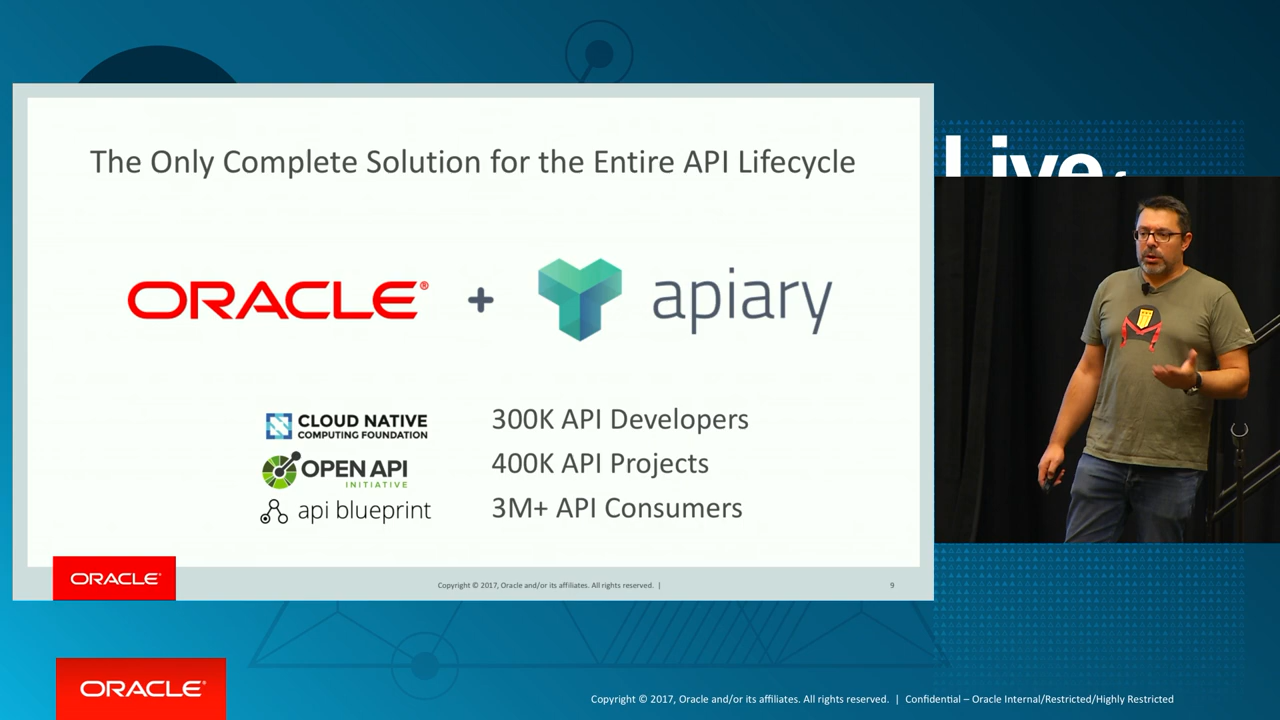 The Only Complete Solution for the Entire API Lifecycle
ORACLE® + apiary
CLOUD NATIVE
COMPUTING FOUNDATION
300K API Developers
OPEN API
INITIATIVE
400K API Projects
api blueprint
3M+ API Consumers
ORACLE®
Copyright © 2017, Oracle and/or its affiliates. All rights reserved. |
9
Live
ORACLE®
Copyright © 2017, Oracle and/or its affiliates. All rights reserved. | Confidential – Oracle Internal/Restricted/Highly Restricted